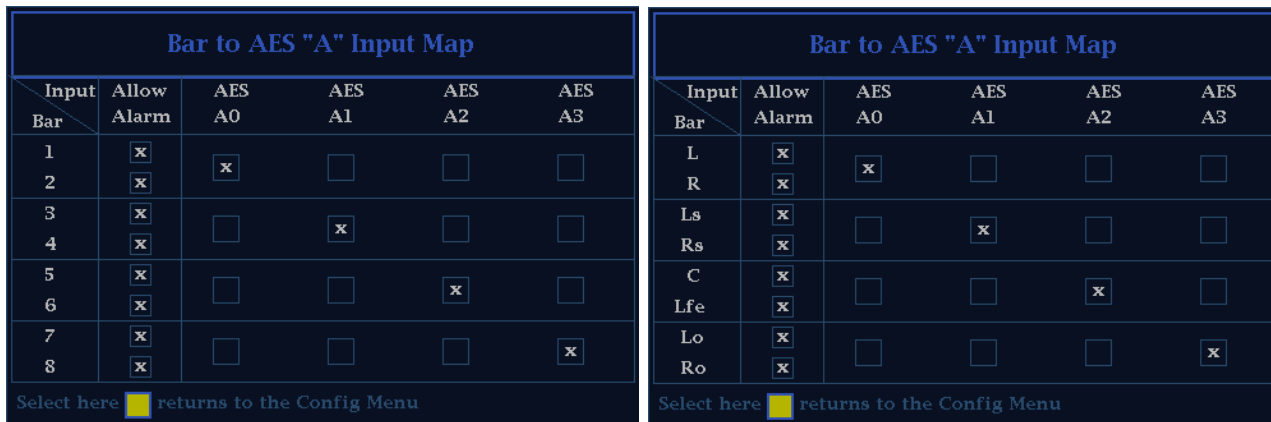 Bar to AES "A" Input Map
Input Allow AES AES AES AES
Bar Alarm A0 A1 A2 A3
1 x
x
2 x
3 x
x
4 x
5 x
x
6 x
7 x
x
8 x
Select here returns to the Config Menu
Bar to AES "A" Input Map
Input Allow AES AES AES AES
Bar Alarm A0 A1 A2 A3
L x
x
R x
Ls x
x
Rs x
C x
x
Lfe x
Lo x
x
Ro x
Select here returns to the Config Menu